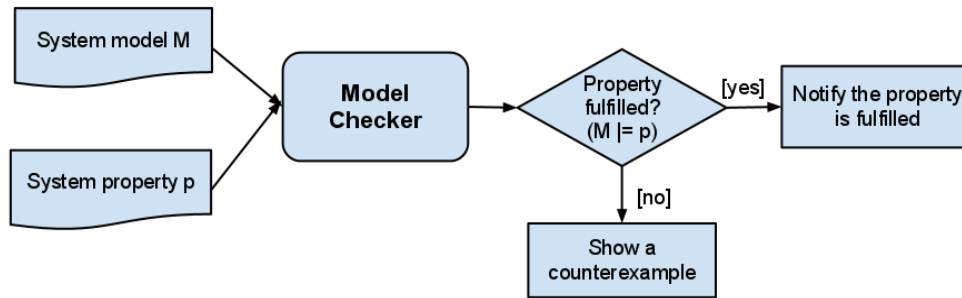 System model M
System property p
Model
Checker
Property
fulfilled?
(M |= p)
[yes]
Notify the property
is fulfilled
[no]
Show a
counterexample